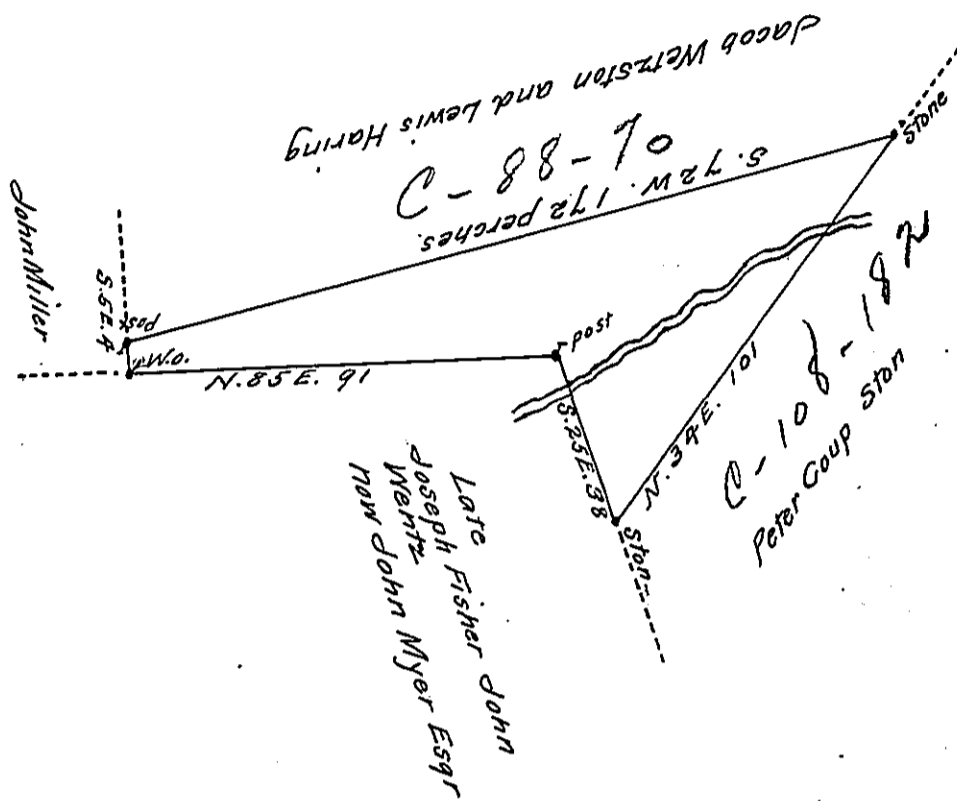 Jacob Wetzston and Lewis Haring
C-88-70
S.72W. 172 perches.
Stone
John Miller
S.5E.4
post
W.O.
N.85E. 91
post
S.25E.38
N.34E. 101
Ston
C-108-182
Peter Coup Ston
Late
Joseph Fisher John
Wentz
now John Myer Esqr